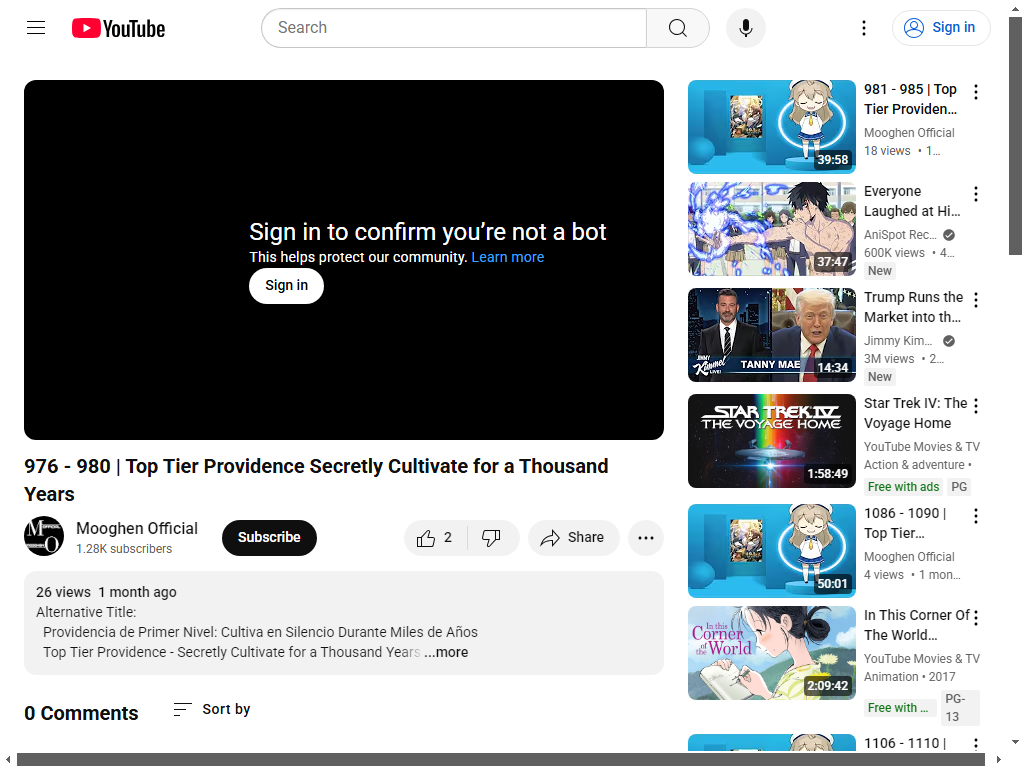 YouTube
Search
Sign in
Sign in to confirm you're not a bot
This helps protect our community. Learn more
Sign in
976 - 980 | Top Tier Providence Secretly Cultivate for a Thousand
Years
Mooghen Official
1.28K subscribers
Subscribe
2
Share
26 views 1 month ago
Alternative Title:
Providencia de Primer Nivel: Cultiva en Silencio Durante Miles de Años
Top Tier Providence - Secretly Cultivate for a Thousand Years ...more
0 Comments
Sort by
39:58
981 - 985 | Top
Tier Providen...
Mooghen Official
18 views • 1...
37:47
Everyone
Laughed at Hi...
AniSpot Rec...
600K views • 4...
New
JIMMY
Kimmel
LIVE!
TANNY MAE
14:34
Trump Runs the
Market into th...
Jimmy Kim...
3M views • 2...
New
STAR TREK IV
THE VOYAGE HOME
1:58:49
Star Trek IV: The
Voyage Home
YouTube Movies & TV
Action & adventure •
Free with ads PG
50:01
1086 - 1090 |
Top Tier...
Mooghen Official
4 views • 1 mon...
In this
Corner
of the
World
2:09:42
In This Corner Of
The World...
YouTube Movies & TV
Animation • 2017
Free with ...
PG-
13
1106 - 1110 |